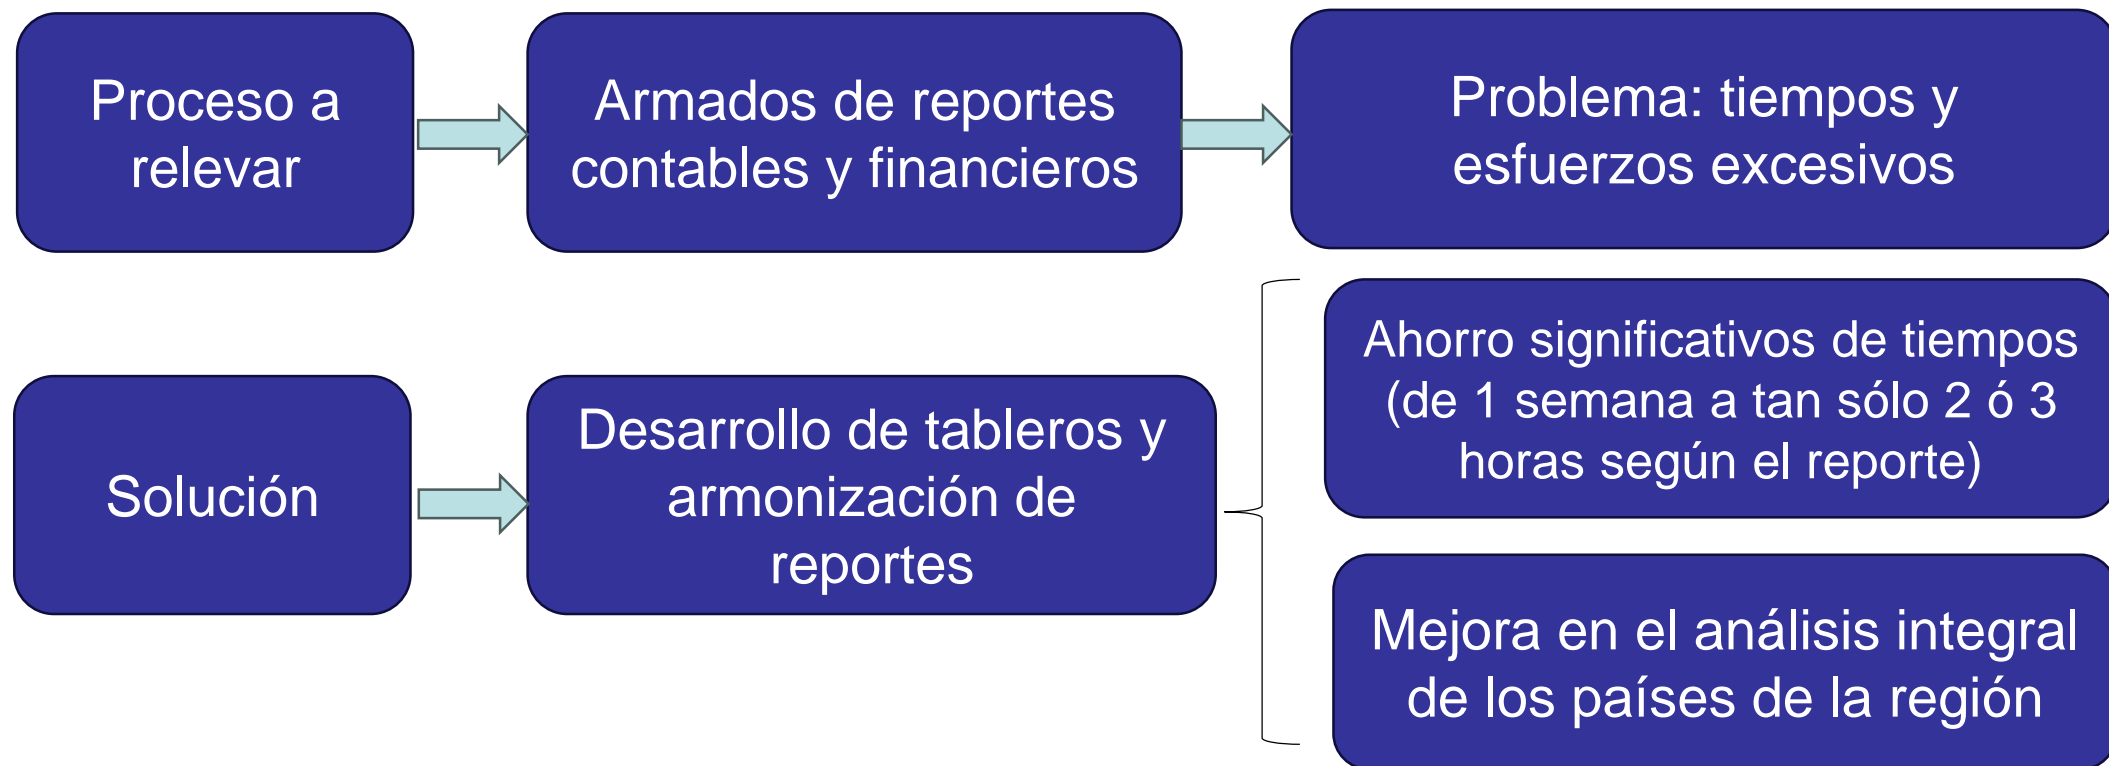 Proceso a
relevar
Armados de reportes
contables y financieros
Problema: tiempos y
esfuerzos excesivos
Solución
Desarrollo de tableros y
armonización de
reportes
Ahorro significativos de tiempos
(de 1 semana a tan sólo 2 ó 3
horas según el reporte)
Mejora en el análisis integral
de los países de la región